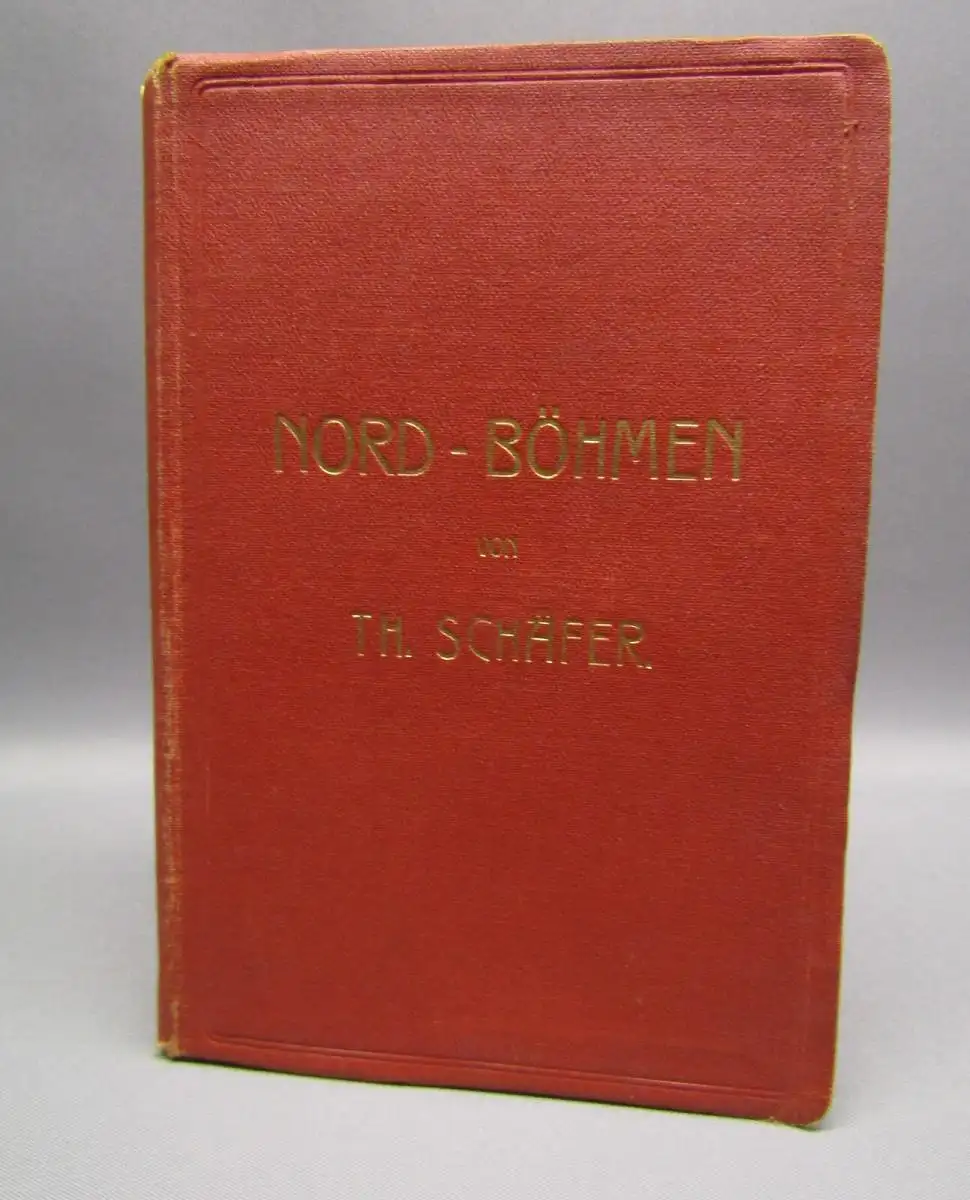 NORD - BÖHMEN
von
TH. SCHÄFER.